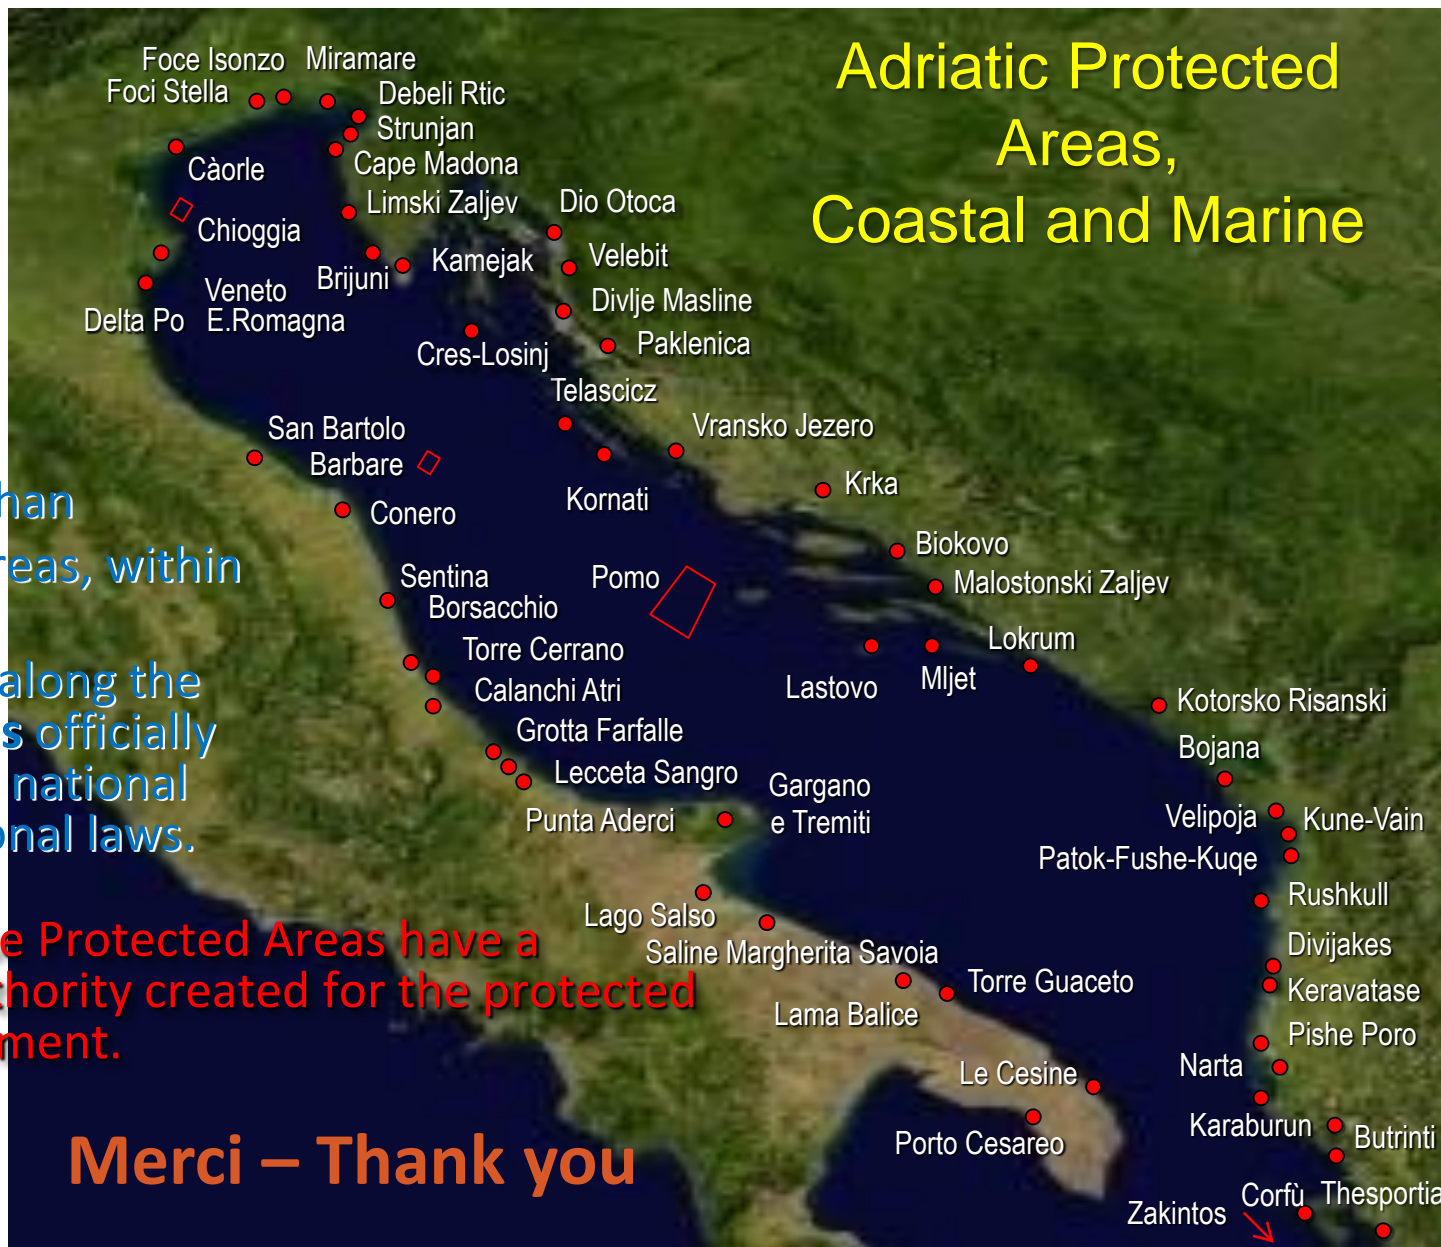 Adriatic Protected
Areas,
Coastal and Marine
Foce Isonzo
Miramare
Foci Stella
Debeli Rtic
Strunjan
Càorle
Cape Madona
Limski Zaljev
Dio Otoca
Chioggia
Kamejak
Velebit
Brijuni
Veneto
Divlje Masline
Delta Po
E.Romagna
Cres-Losinj
Paklenica
Telascicz
San Bartolo
Vransko Jezero
Barbare
Krka
Kornati
Conero
han
Biokovo
reas, within
Sentina
Pomo
Malostonski Zaljev
Borsacchio
Torre Cerrano
Lokrum
along the
Calanchi Atri
Lastovo
Mljet
Kotorsko Risanski
s officially
Grotta Farfalle
Bojana
national
Lecceta Sangro
Gargano
e Tremiti
Punta Aderci
Velipoja
Kune-Vain
onal laws.
Patok-Fushe-Kuqe
Rushkull
Lago Salso
e Protected Areas have a
Saline Margherita Savoia
Divijakes
thority created for the protected
Torre Guaceto
Keravatase
Lama Balice
ment.
Pishe Poro
Le Cesine
Narta
Porto Cesareo
Karaburun
Butrinti
Merci – Thank you
Zakintos
Corfù
Thesportia